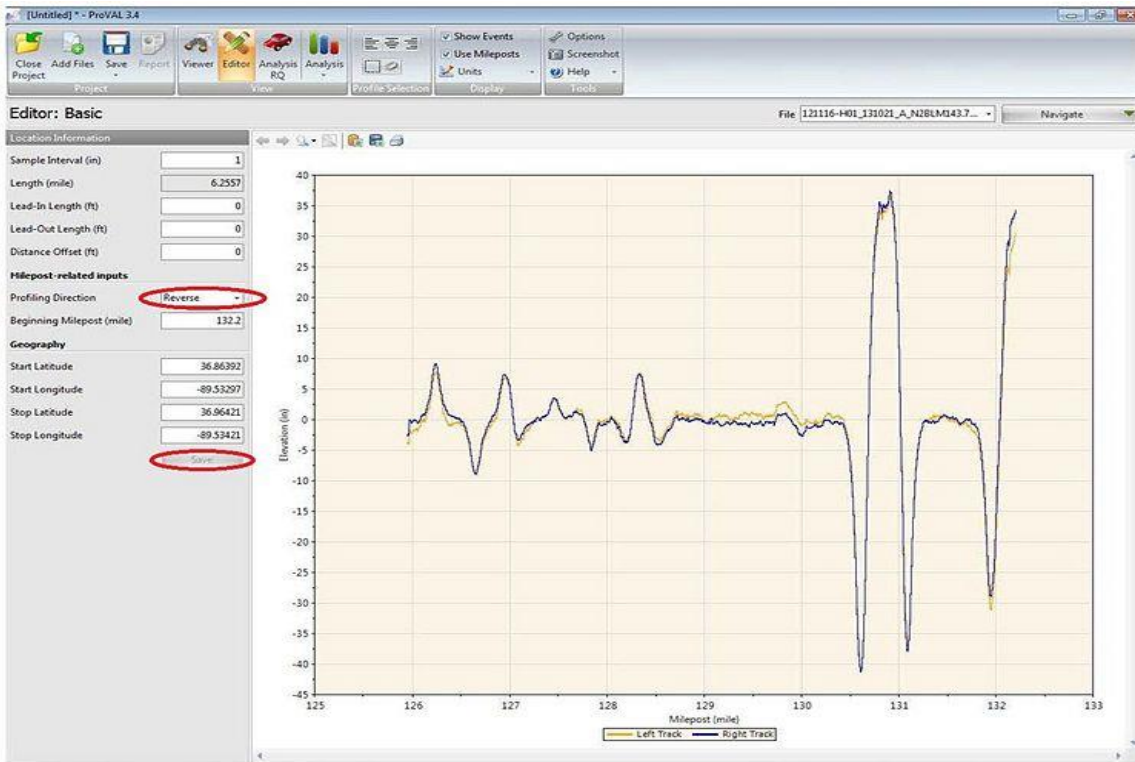 [Untitled] * - ProVAL 3.4
Close Project
Add Files
Save
Report
Viewer
Editor
Analysis RQ
Analysis
Show Events
Use Mileposts
Units
Options
Screenshot
Help
Project
View
Profile Selection
Display
Tools
Editor: Basic
File 121116-H01_131021_A_N2BLM143.7...
Navigate
Location Information
Sample Interval (in) 1
Length (mile) 6.2557
Lead-In Length (ft) 0
Lead-Out Length (ft) 0
Distance Offset (ft) 0
Milepost-related inputs
Profiling Direction Reverse
Beginning Milepost (mile) 132.2
Geography
Start Latitude 36.86392
Start Longitude -89.53297
Stop Latitude 36.96421
Stop Longitude -89.53421
Save
40
35
30
25
20
15
10
5
0
-5
-10
-15
-20
-25
-30
-35
-40
-45
Elevation (in)
125 126 127 128 129 130 131 132 133
Milepost (mile)
Left Track Right Track